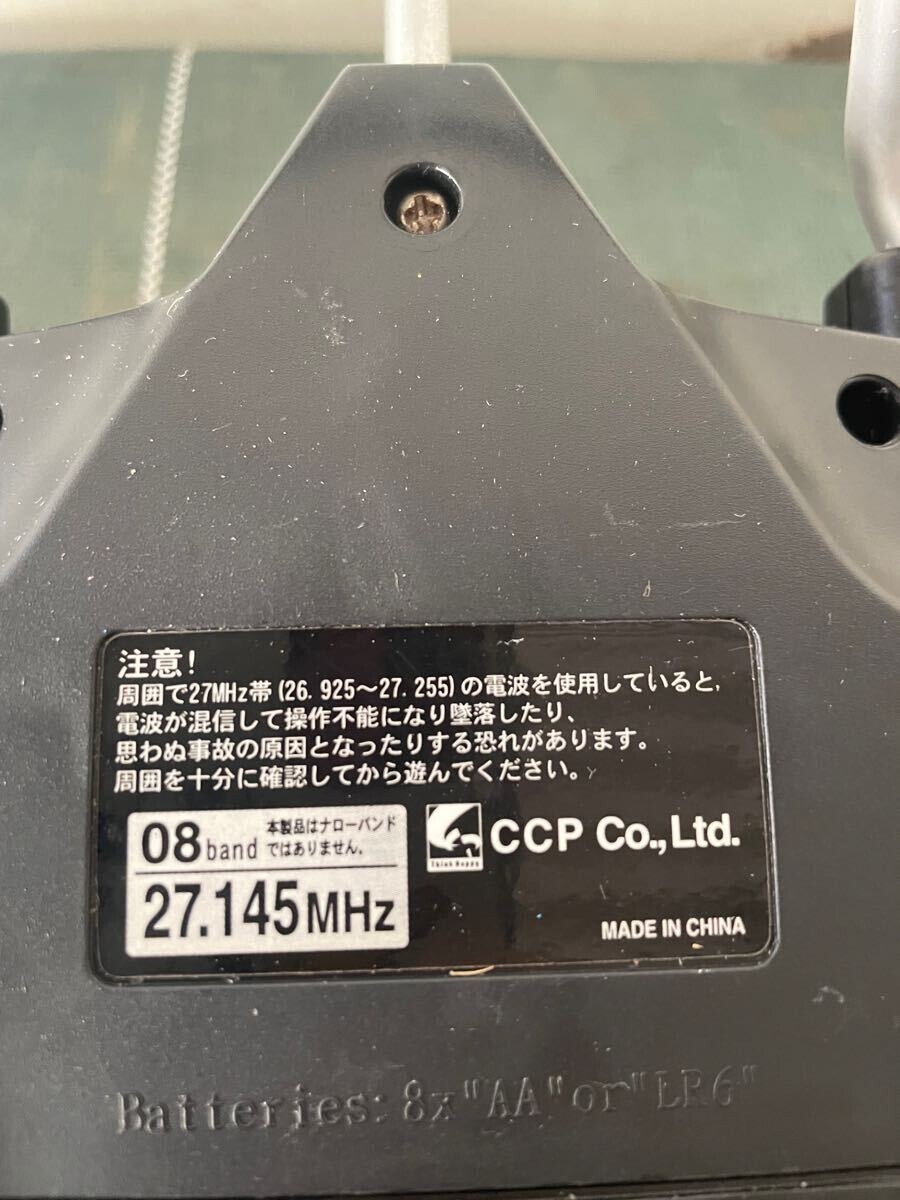 注意!
周囲で27MHz帯(26.925～27.255)の電波を使用していると,
電波が混信して操作不能になり墜落したり、
思わぬ事故の原因となったりする恐れがあります。
周囲を十分に確認してから遊んでください。
08band 本製品はナローバンド
ではありません。
27.145MHz
Think Happy
CCP Co.,Ltd.
MADE IN CHINA
Batteries:8x"AA"or"LR6"